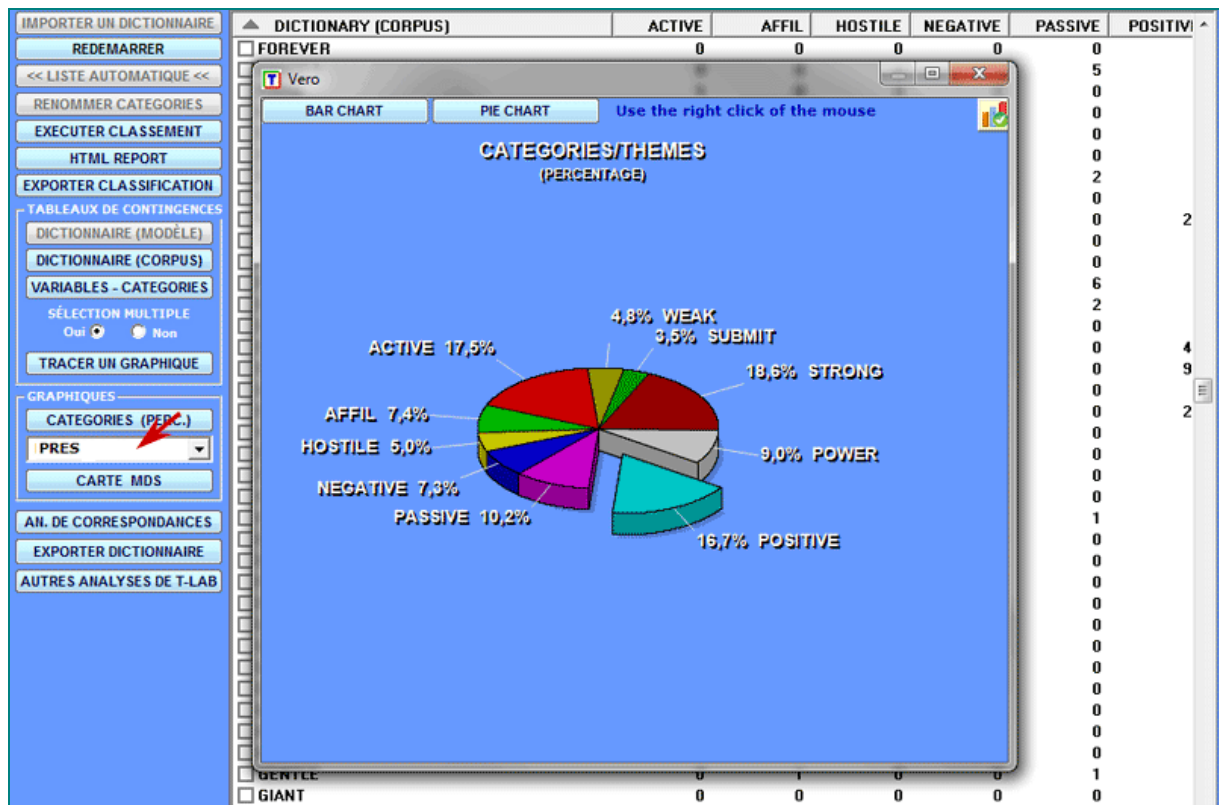 IMPORTER UN DICTIONNAIRE
REDEMARRER
<< LISTE AUTOMATIQUE <<
RENOMMER CATEGORIES
EXECUTER CLASSEMENT
HTML REPORT
EXPORTER CLASSIFICATION
TABLEAUX DE CONTINGENCES
DICTIONNAIRE (MODÈLE)
DICTIONNAIRE (CORPUS)
VARIABLES - CATEGORIES
SÉLECTION MULTIPLE
Oui Non
TRACER UN GRAPHIQUE
GRAPHIQUES
CATEGORIES (PERC.)
PRES
CARTE MDS
AN. DE CORRESPONDANCES
EXPORTER DICTIONNAIRE
AUTRES ANALYSES DE T-LAB
DICTIONARY (CORPUS) ACTIVE AFFIL HOSTILE NEGATIVE PASSIVE POSITIV
FOREVER 0 0 0 0 0
Vero
BAR CHART PIE CHART Use the right click of the mouse
CATEGORIES/THEMES
(PERCENTAGE)
4,8% WEAK
3,5% SUBMIT
ACTIVE 17,5%
18,6% STRONG
AFFIL 7,4%
HOSTILE 5,0%
9,0% POWER
NEGATIVE 7,3%
PASSIVE 10,2%
16,7% POSITIVE
5
0
0
0
0
2
0
0 2
0
0
6
2
0
0 4
0 9
0
0 2
0
0
0
0
1
0
0
0
0
0
0
0
0
0
0
0
GENTLE 0 1 0 0 1
GIANT 0 0 0 0 0